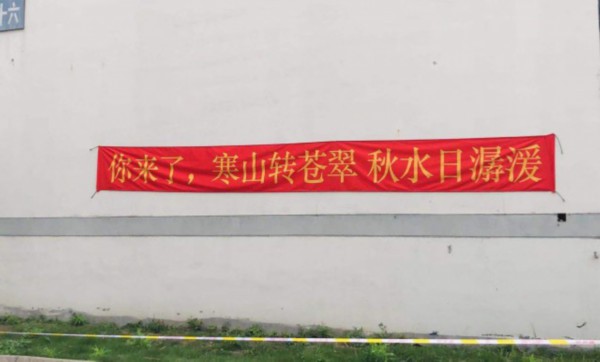 十六
你来了，寒山转苍翠 秋水日潺湲